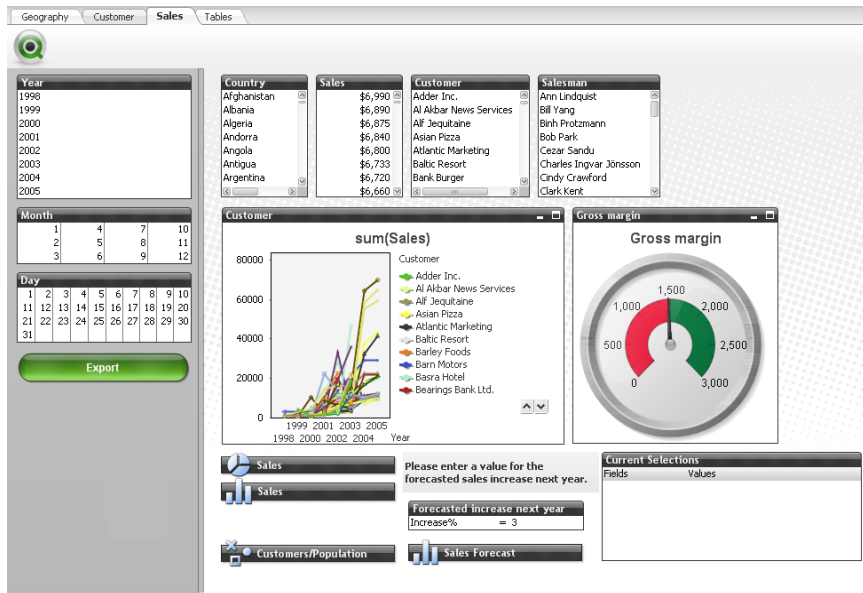 Geography Customer Sales Tables
Year
1998
1999
2000
2001
2002
2003
2004
2005
Month
1 4 7 10
2 5 8 11
3 6 9 12
Day
1 2 3 4 5 6 7 8 9 10
11 12 13 14 15 16 17 18 19 20
21 22 23 24 25 26 27 28 29 30
31
Export
Country
Afghanistan
Albania
Algeria
Andorra
Angola
Antigua
Argentina
Sales
$6,990
$6,890
$6,875
$6,840
$6,800
$6,733
$6,720
$6,660
Customer
Adder Inc.
Al Akbar News Services
Alf Jequitaine
Asian Pizza
Atlantic Marketing
Baltic Resort
Bank Burger
Salesman
Ann Lindquist
Bill Yang
Binh Protzmann
Bob Park
Cezar Sandu
Charles Ingvar Jönsson
Cindy Crawford
Clark Kent
Customer
sum(Sales)
80000
60000
40000
20000
0
1999 2001 2003 2005
1998 2000 2002 2004 Year
Customer
Adder Inc.
Al Akbar News Services
Alf Jequitaine
Asian Pizza
Atlantic Marketing
Baltic Resort
Barley Foods
Barn Motors
Basra Hotel
Bearings Bank Ltd.
Gross margin
Gross margin
0
500
1,000
1,500
2,000
2,500
3,000
Sales
Sales
Customers/Population
Please enter a value for the
forecasted sales increase next year.
Forecasted increase next year
Increase% = 3
Sales Forecast
Current Selections
Fields Values